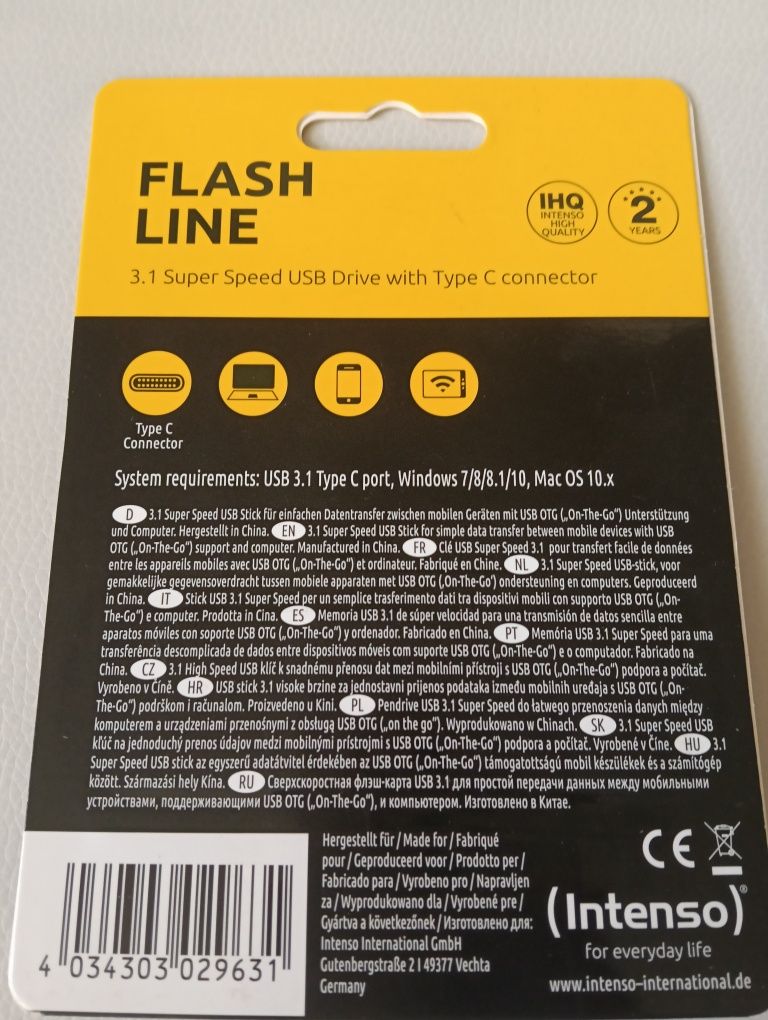 FLASH
LINE
IHQ
INTENSO
HIGH
QUALITY
2
YEARS
3.1 Super Speed USB Drive with Type C connector
Type C
Connector
System requirements: USB 3.1 Type C port, Windows 7/8/8.1/10, Mac OS 10.x
D 3.1 Super Speed USB Stick für einfachen Datentransfer zwischen mobilen Geräten mit USB OTG („On-The-Go“) Unterstützung
und Computer. Hergestellt in China. EN 3.1 Super Speed USB Stick for simple data transfer between mobile devices with USB
OTG („On-The-Go“) support and computer. Manufactured in China. FR Clé USB Super Speed 3.1 pour transfert facile de données
entre les appareils mobiles avec USB OTG („On-The-Go“) et ordinateur. Fabriqué en Chine. NL 3.1 Super Speed USB-stick, voor
gemakkelijke gegevensoverdracht tussen mobiele apparaten met USB OTG („On-The-Go“) ondersteuning en computers. Geproduceerd
in China. IT Stick USB 3.1 Super Speed per un semplice trasferimento dati tra dispositivi mobili con supporto USB OTG („On-
The-Go“) e computer. Prodotta in Cina. ES Memoria USB 3.1 de súper velocidad para una transmisión de datos sencilla entre
aparatos móviles con soporte USB OTG („On-The-Go“) y ordenador. Fabricado en China. PT Memória USB 3.1 Super Speed para uma
transferência descomplicada de dados entre dispositivos móveis com suporte USB OTG („On-The-Go“) e o computador. Fabricado na
China. CZ 3.1 High Speed USB klíč k snadnému přenosu dat mezi mobilními přístroji s USB OTG („On-The-Go“) podpora a počítač.
Vyrobeno v Číně. HR USB stick 3.1 visoke brzine za jednostavni prijenos podataka između mobilnih uređaja s USB OTG („On-
The-Go“) podrškom i računalom. Proizvedeno u Kini. PL Pendrive USB 3.1 Super Speed do łatwego przenoszenia danych między
komputerem a urządzeniami przenośnymi z obsługą USB OTG („on the go“). Wyprodukowano w Chinach. SK 3.1 Super Speed USB
kľúč na jednoduchý prenos údajov medzi mobilnými prístrojmi s USB OTG („On-The-Go“) podpora a počítač. Vyrobené v Číne. HU 3.1
Super Speed USB stick az egyszerű adatátvitel érdekében az USB OTG („On-The-Go“) támogatottságú mobil készülékek és a számítógép
között. Származási hely Kína. RU Сверхскоростная флэш-карта USB 3.1 для простой передачи данных между мобильными
устройствами, поддерживающими USB OTG („On-The-Go“), и компьютером. Изготовлено в Китае.
Hergestellt für / Made for / Fabriqué
pour / Geproduceerd voor / Prodotto per /
Fabricado para / Vyrobeno pro / Napravljen
za / Wyprodukowano dla / Vyrobené pre /
Gyártva a következőnek / Изготовлено для:
Intenso International GmbH
Gutenbergstraße 2 | 49377 Vechta
Germany
4 034303 029631
CE
(Intenso)®
for everyday life
www.intenso-international.de